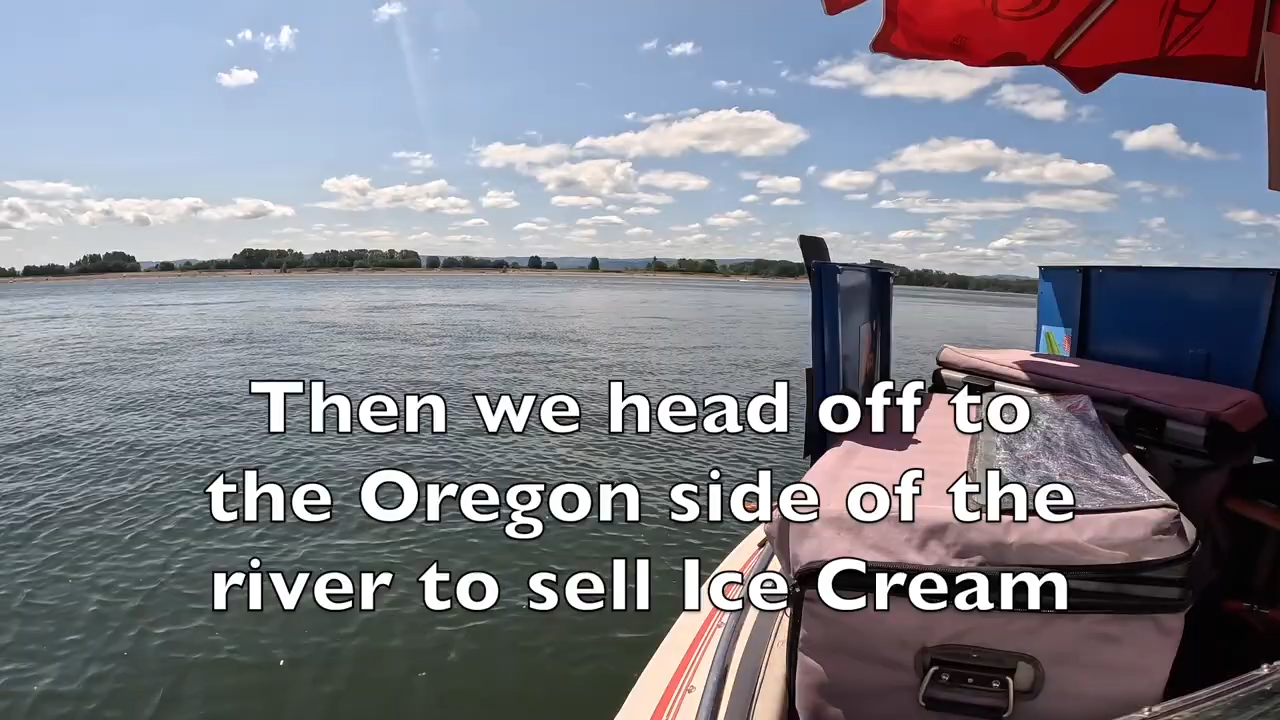 Then we head off to
the Oregon side of the
river to sell Ice Cream